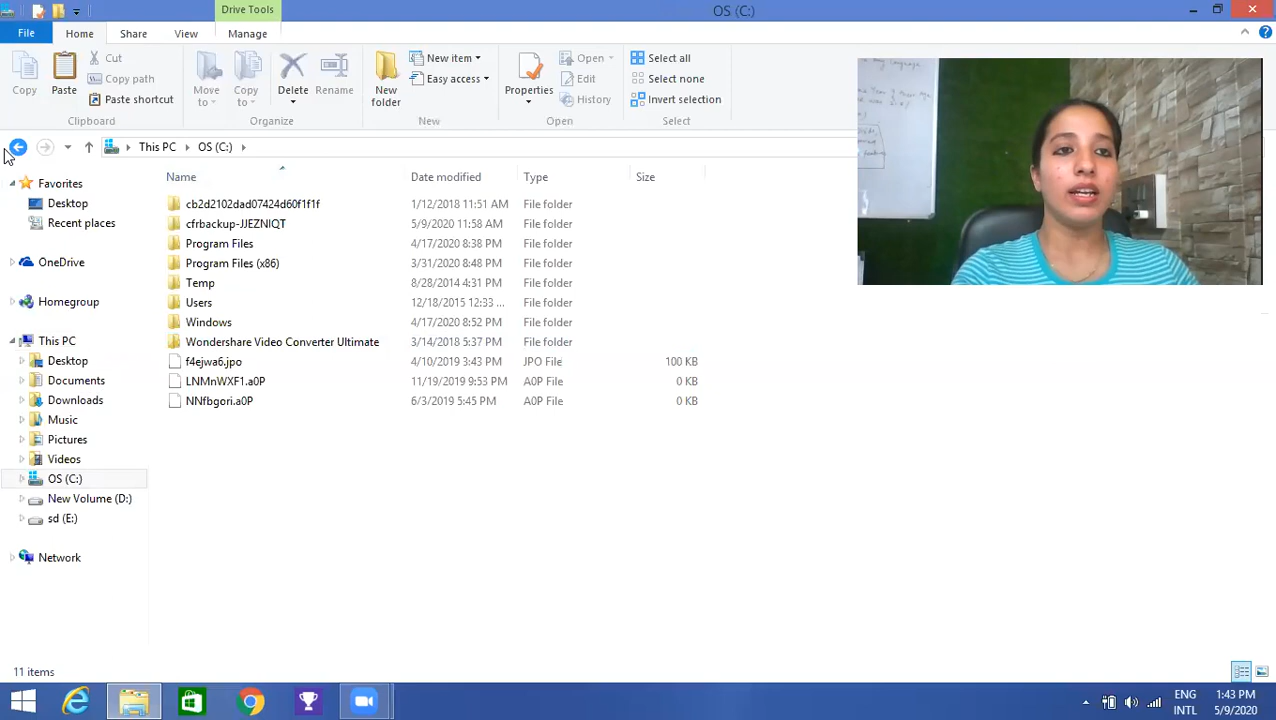 Drive Tools
OS (C:)
File
Home
Share
View
Manage
Copy
Paste
Cut
Copy path
Paste shortcut
Clipboard
Move to
Copy to
Delete
Rename
Organize
New folder
New item
Easy access
New
Properties
Open
Edit
History
Open
Select all
Select none
Invert selection
Select
This PC
OS (C:)
Favorites
Desktop
Recent places
OneDrive
Homegroup
This PC
Desktop
Documents
Downloads
Music
Pictures
Videos
OS (C:)
New Volume (D:)
sd (E:)
Network
Name Date modified Type Size
cb2d2102dad07424d60f1f1f 1/12/2018 11:51 AM File folder
cfrbackup-JJEZNIQT 5/9/2020 11:58 AM File folder
Program Files 4/17/2020 8:38 PM File folder
Program Files (x86) 3/31/2020 8:48 PM File folder
Temp 8/28/2014 4:31 PM File folder
Users 12/18/2015 12:33 ... File folder
Windows 4/17/2020 8:52 PM File folder
Wondershare Video Converter Ultimate 3/14/2018 5:37 PM File folder
f4ejwa6.jpo 4/10/2019 3:43 PM JPO File 100 KB
LNMnWXF1.a0P 11/19/2019 9:53 PM A0P File 0 KB
NNfbgori.a0P 6/3/2019 5:45 PM A0P File 0 KB
11 items
ENG
INTL
1:43 PM
5/9/2020